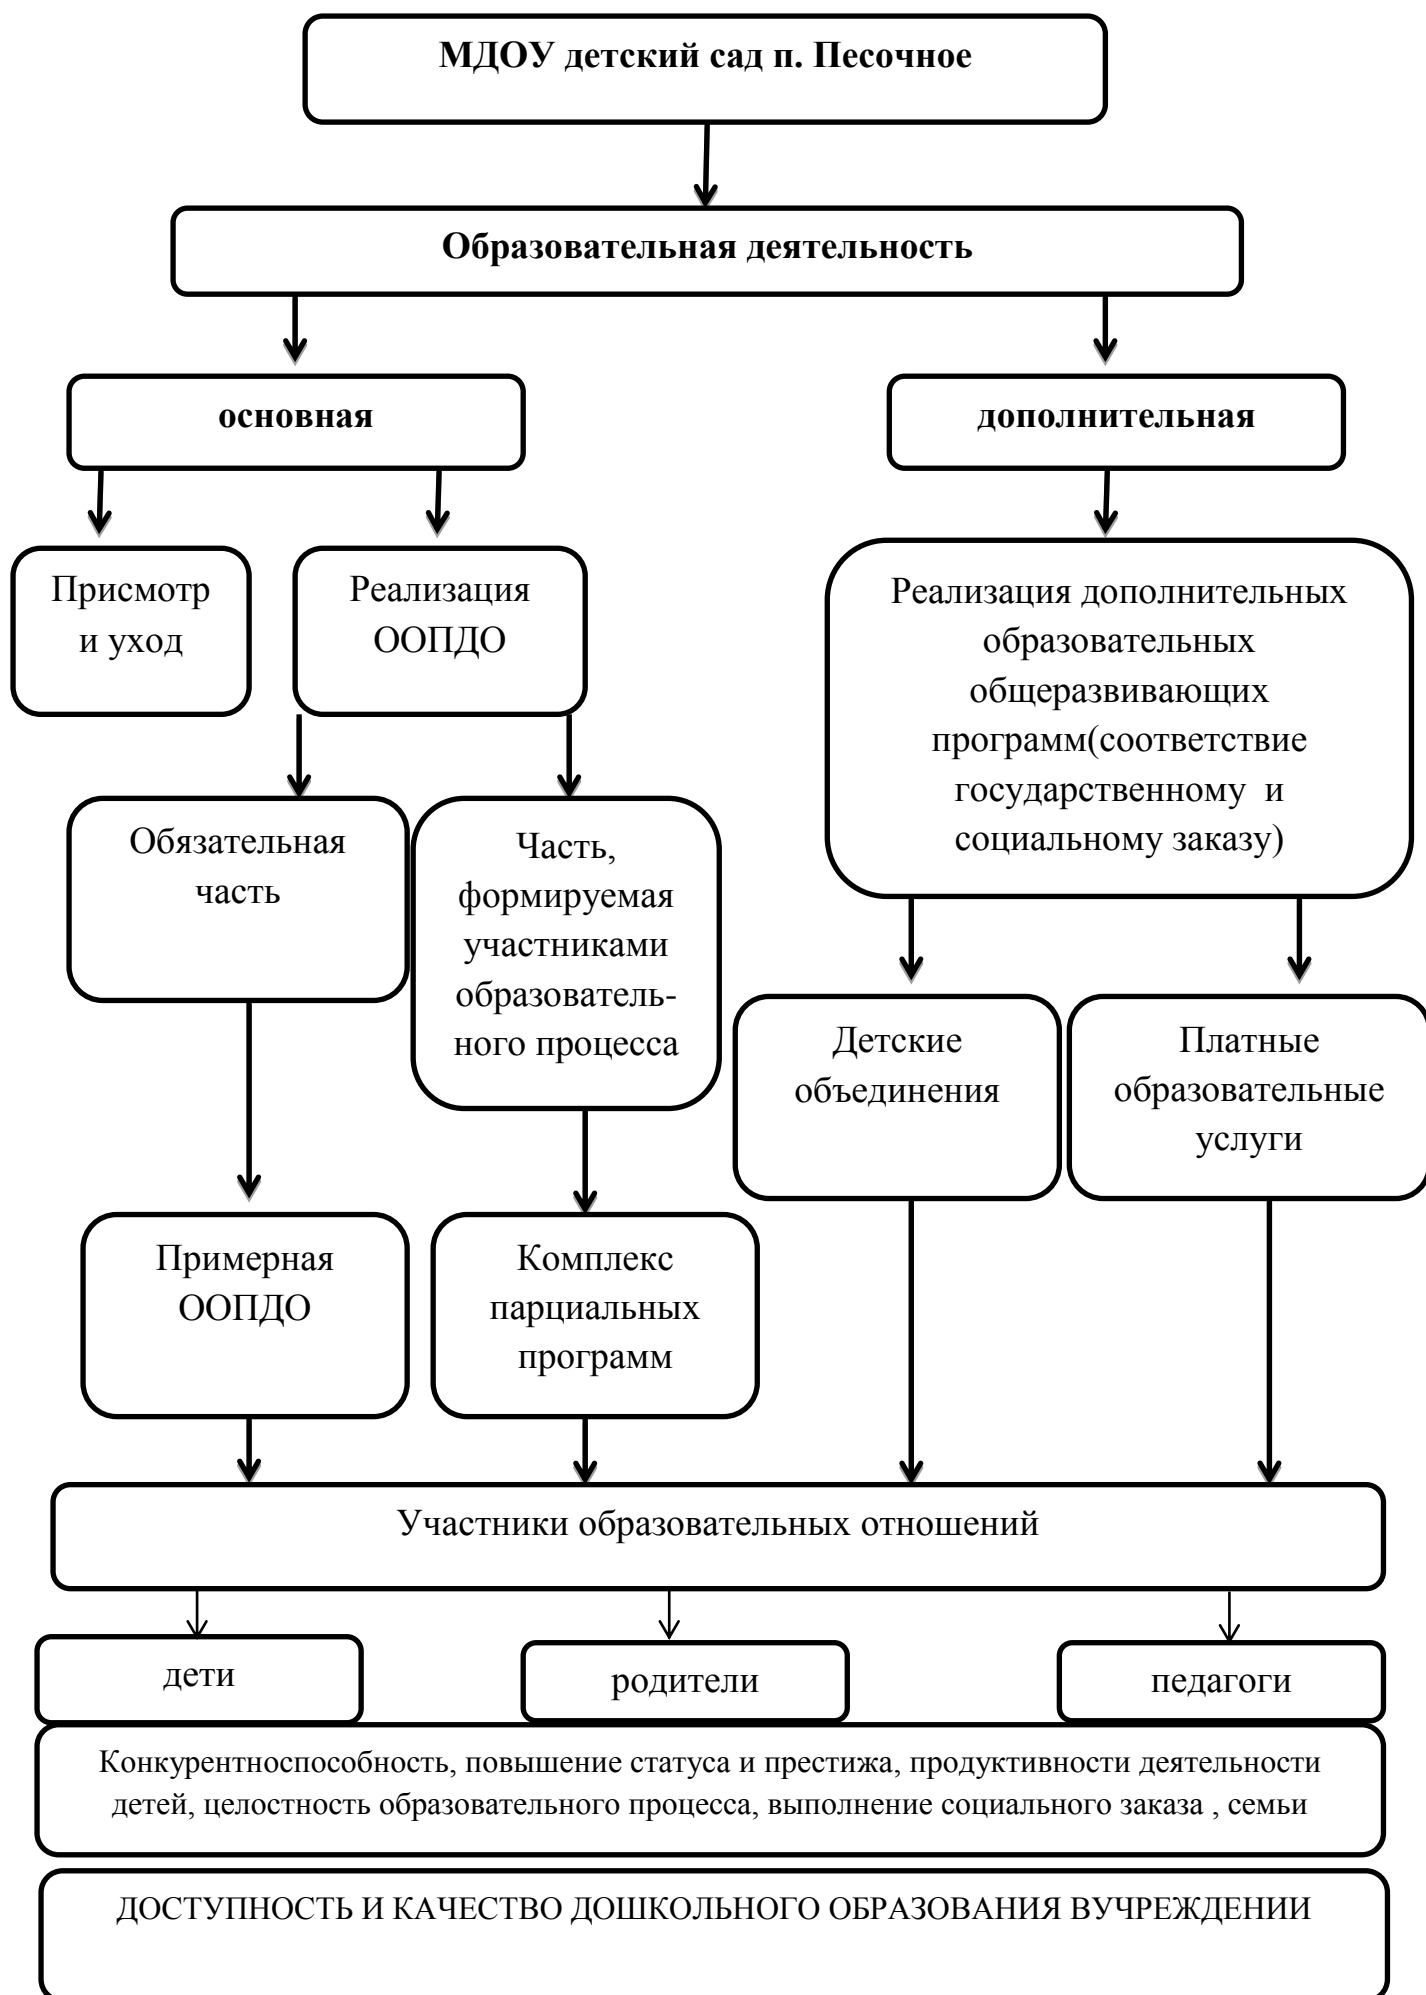 МДОУ детский сад п. Песочное
Образовательная деятельность
основная
дополнительная
Присмотр
и уход
Реализация
ООПДО
Реализация дополнительных
образовательных
общеразвивающих
программ(соответствие
государственному  и
социальному заказу)
Обязательная
часть
Часть,
формируемая
участниками
образователь-
ного процесса
Детские
объединения
Платные
образовательные
услуги
Примерная
ООПДО
Комплекс
парциальных
программ
Участники образовательных отношений
дети
родители
педагоги
Конкурентноспособность, повышение статуса и престижа, продуктивности деятельности
детей, целостность образовательного процесса, выполнение социального заказа , семьи
ДОСТУПНОСТЬ И КАЧЕСТВО ДОШКОЛЬНОГО ОБРАЗОВАНИЯ ВУЧРЕЖДЕНИИ